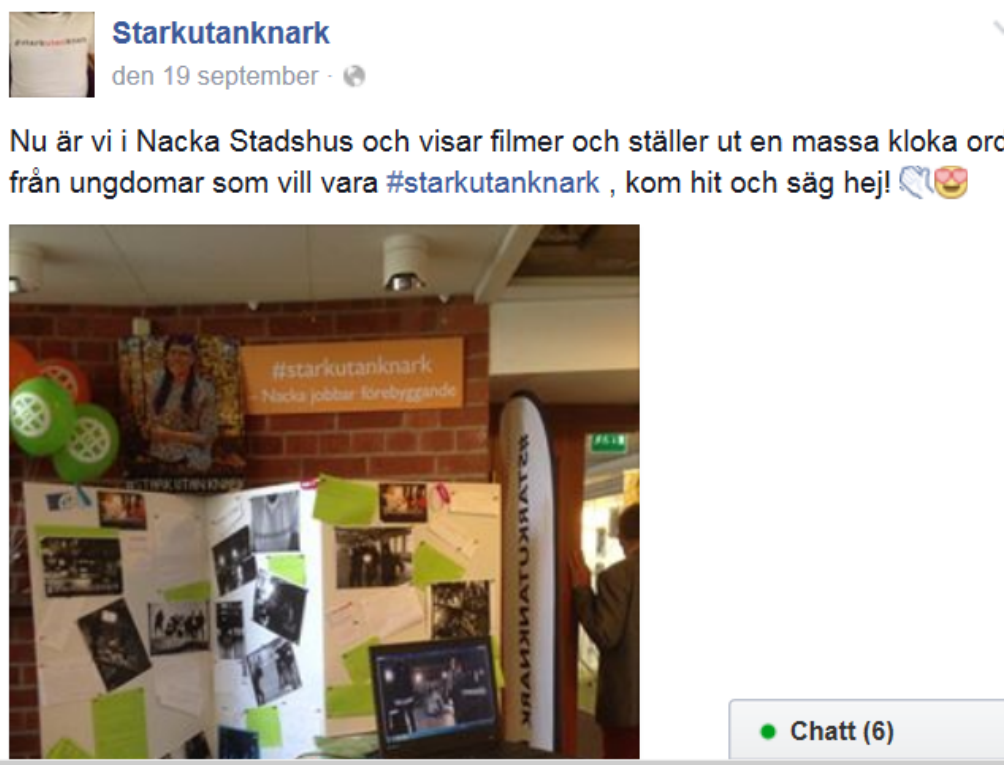 Starkutanknark
den 19 september ·
Nu är vi i Nacka Stadshus och visar filmer och ställer ut en massa kloka ord
från ungdomar som vill vara #starkutanknark , kom hit och säg hej!
#starkutanknark
- Nacka jobbar förebyggande
#STARKUTANKNARK
#STARKUTANKNARK
Chatt (6)